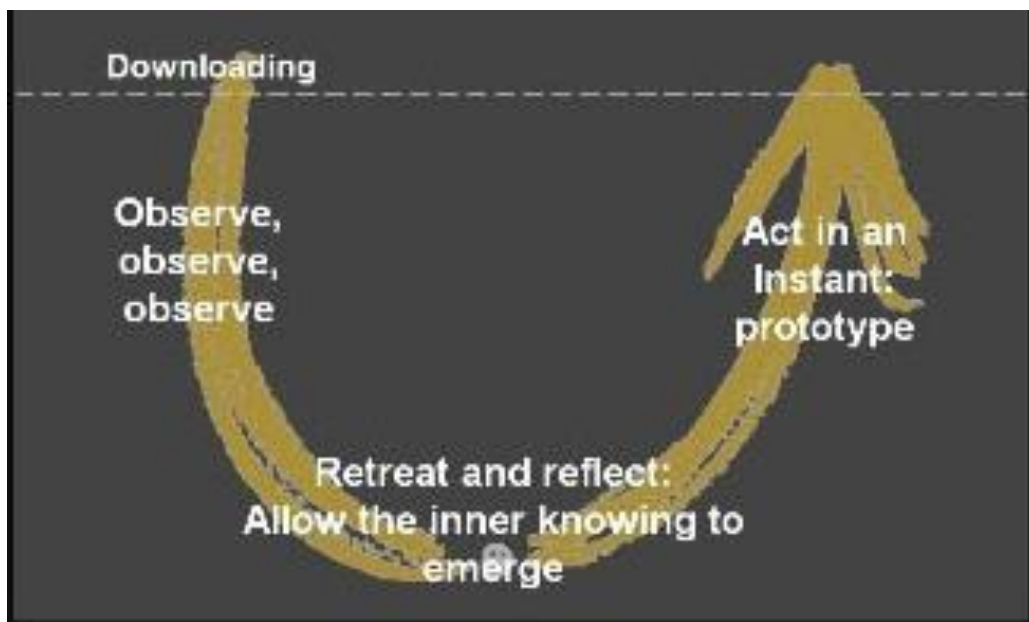 Downloading
Observe,
observe,
observe
Act in an
Instant:
prototype
Retreat and reflect:
Allow the inner knowing to
emerge